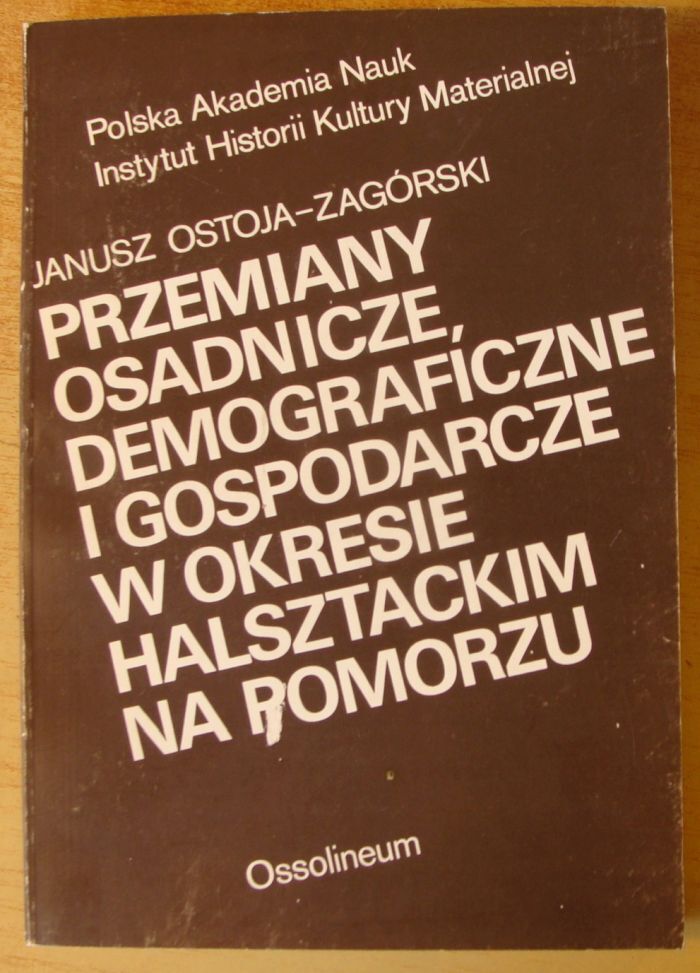 Polska Akademia Nauk
Instytut Historii Kultury Materialnej
JANUSZ OSTOJA-ZAGÓRSKI
PRZEMIANY
OSADNICZE,
DEMOGRAFICZNE
I GOSPODARCZE
W OKRESIE
HALSZTACKIM
NA POMORZU
Ossolineum